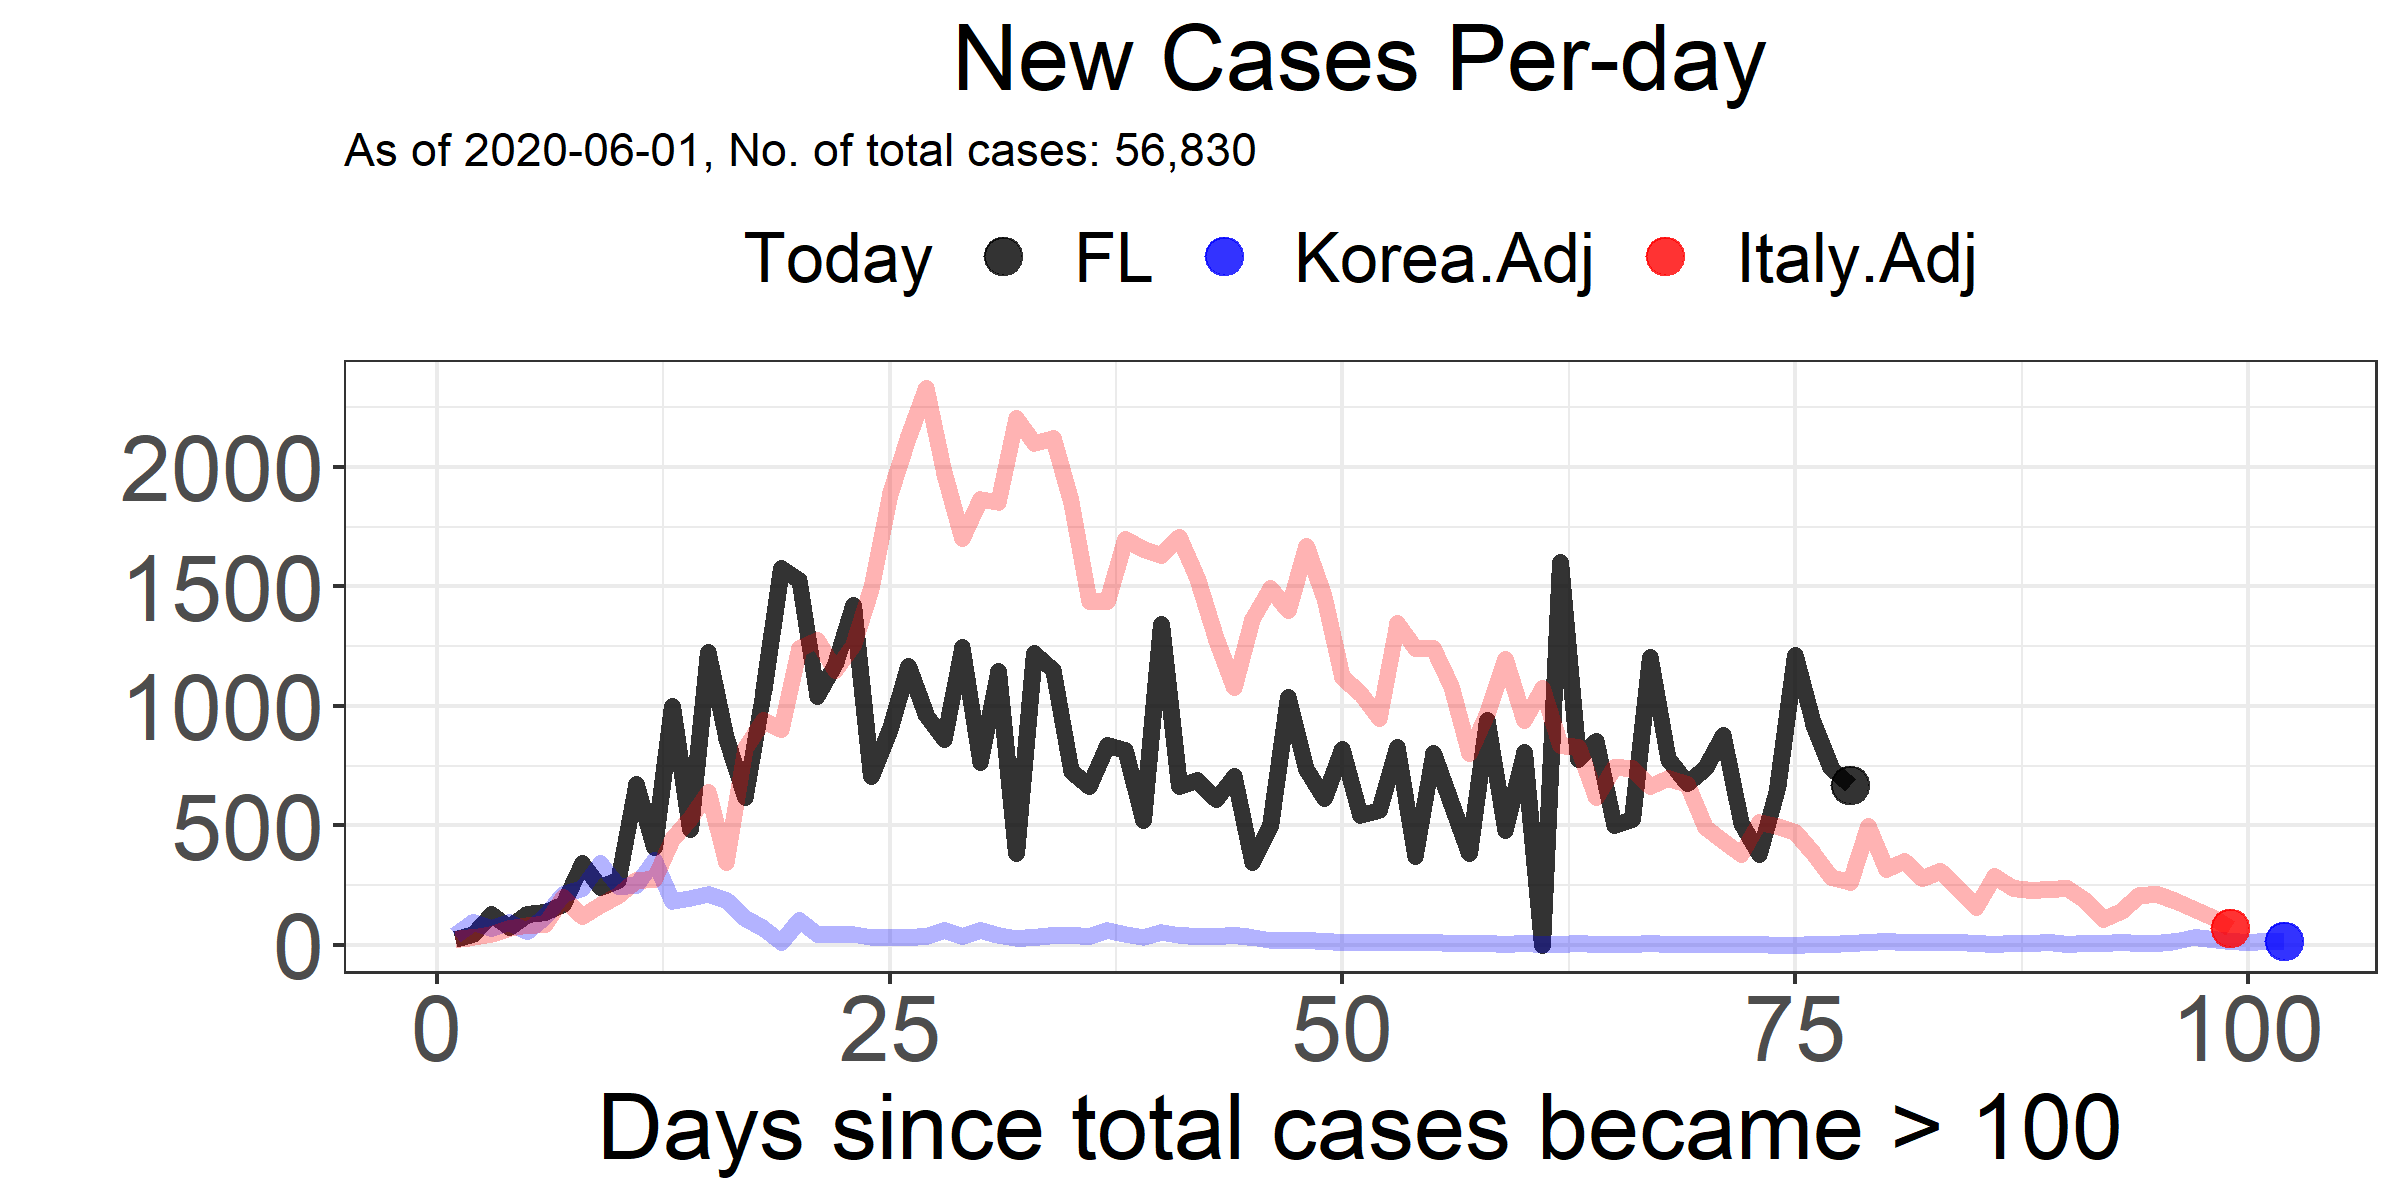 New Cases Per-day
As of 2020-06-01, No. of total cases: 56,830
Today FL Korea.Adj Italy.Adj
2000
1500
1000
500
0
0 25 50 75 100
Days since total cases became > 100